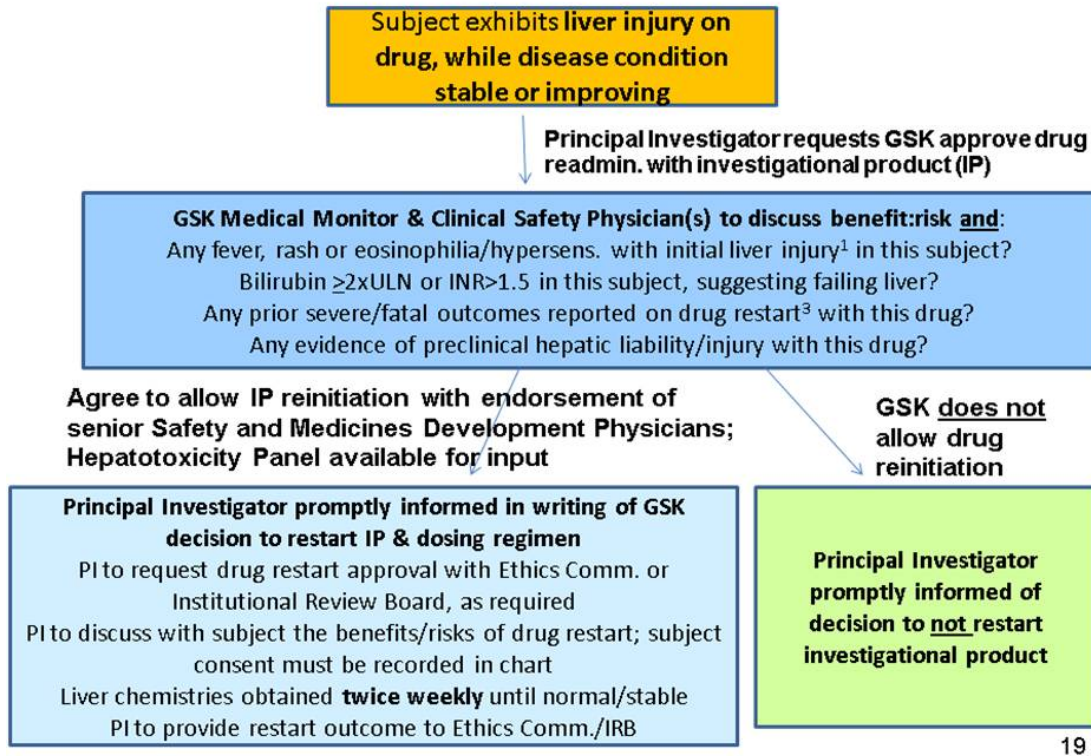 Subject exhibits liver injury on
drug, while disease condition
stable or improving
Principal Investigator requests GSK approve drug
readmin. with investigational product (IP)
GSK Medical Monitor & Clinical Safety Physician(s) to discuss benefit:risk and:
Any fever, rash or eosinophilia/hypersens. with initial liver injury¹ in this subject?
Bilirubin ≥2xULN or INR>1.5 in this subject, suggesting failing liver?
Any prior severe/fatal outcomes reported on drug restart³ with this drug?
Any evidence of preclinical hepatic liability/injury with this drug?
Agree to allow IP reinitiation with endorsement of
senior Safety and Medicines Development Physicians;
Hepatotoxicity Panel available for input
GSK does not
allow drug
reinitiation
Principal Investigator promptly informed in writing of GSK
decision to restart IP & dosing regimen
PI to request drug restart approval with Ethics Comm. or
Institutional Review Board, as required
PI to discuss with subject the benefits/risks of drug restart; subject
consent must be recorded in chart
Liver chemistries obtained twice weekly until normal/stable
PI to provide restart outcome to Ethics Comm./IRB
Principal Investigator
promptly informed of
decision to not restart
investigational product
19